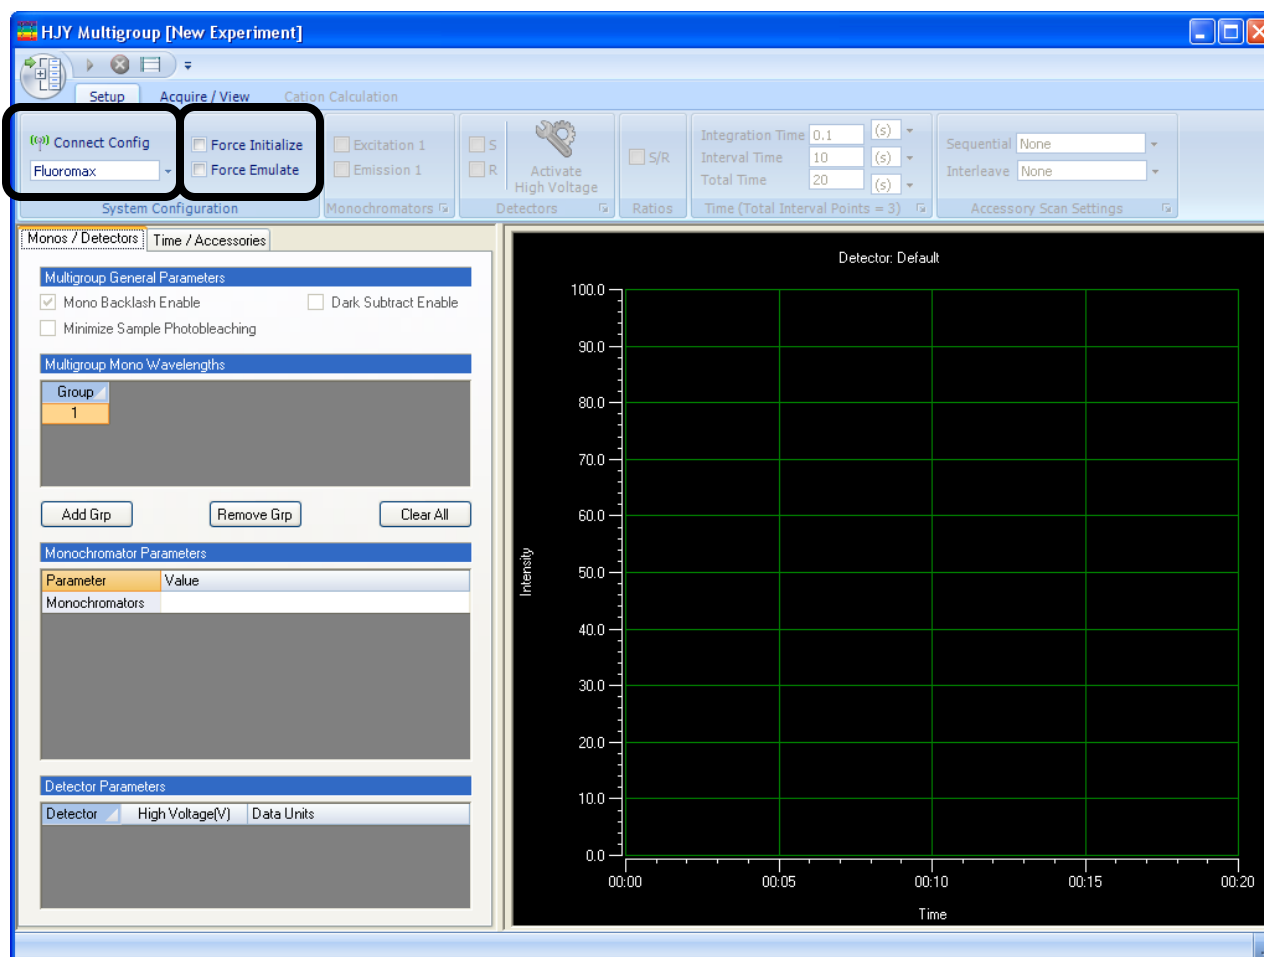 HJY Multigroup [New Experiment]
Setup Acquire / View Cation Calculation
Connect Config
Fluoromax
Force Initialize
Force Emulate
System Configuration
Excitation 1
Emission 1
Monochromators
S
R
Activate
High Voltage
Detectors
S/R
Ratios
Integration Time 0.1 (s)
Interval Time 10 (s)
Total Time 20 (s)
Time (Total Interval Points = 3)
Sequential None
Interleave None
Accessory Scan Settings
Monos / Detectors Time / Accessories
Multigroup General Parameters
Mono Backlash Enable Dark Subtract Enable
Minimize Sample Photobleaching
Multigroup Mono Wavelengths
Group
1
Add Grp Remove Grp Clear All
Monochromator Parameters
Parameter Value
Monochromators
Detector Parameters
Detector High Voltage(V) Data Units
Detector: Default
100.0
90.0
80.0
70.0
60.0
50.0
40.0
30.0
20.0
10.0
0.0
Intensity
00:00 00:05 00:10 00:15 00:20
Time